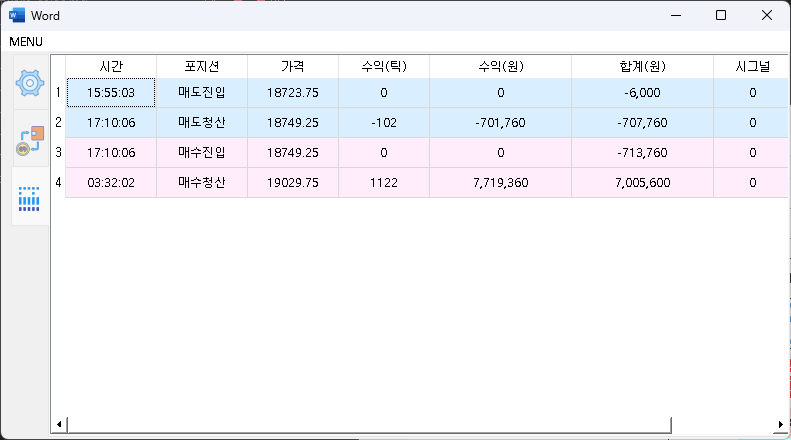 Word
MENU
시간 포지션 가격 수익(틱) 수익(원) 합계(원) 시그널
1 15:55:03 매도진입 18723.75 0 0 -6,000 0
2 17:10:06 매도청산 18749.25 -102 -701,760 -707,760 0
3 17:10:06 매수진입 18749.25 0 0 -713,760 0
4 03:32:02 매수청산 19029.75 1122 7,719,360 7,005,600 0